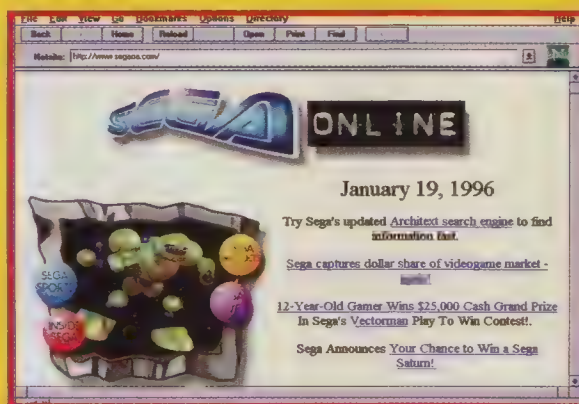 File Edit View Go Bookmarks Options Directory Help
Back Home Reload Open Print Find
Netsite: http://www.segaoa.com/
SEGA ONLINE
January 19, 1996
Try Sega's updated Architext search engine to find
information fast.
Sega captures dollar share of videogame market -
12-Year-Old Gamer Wins $25,000 Cash Grand Prize
In Sega's Vectorman Play To Win Contest!.
Sega Announces Your Chance to Win a Sega
Saturn!
SEGA
SPORTS
INSIDE
SEGA